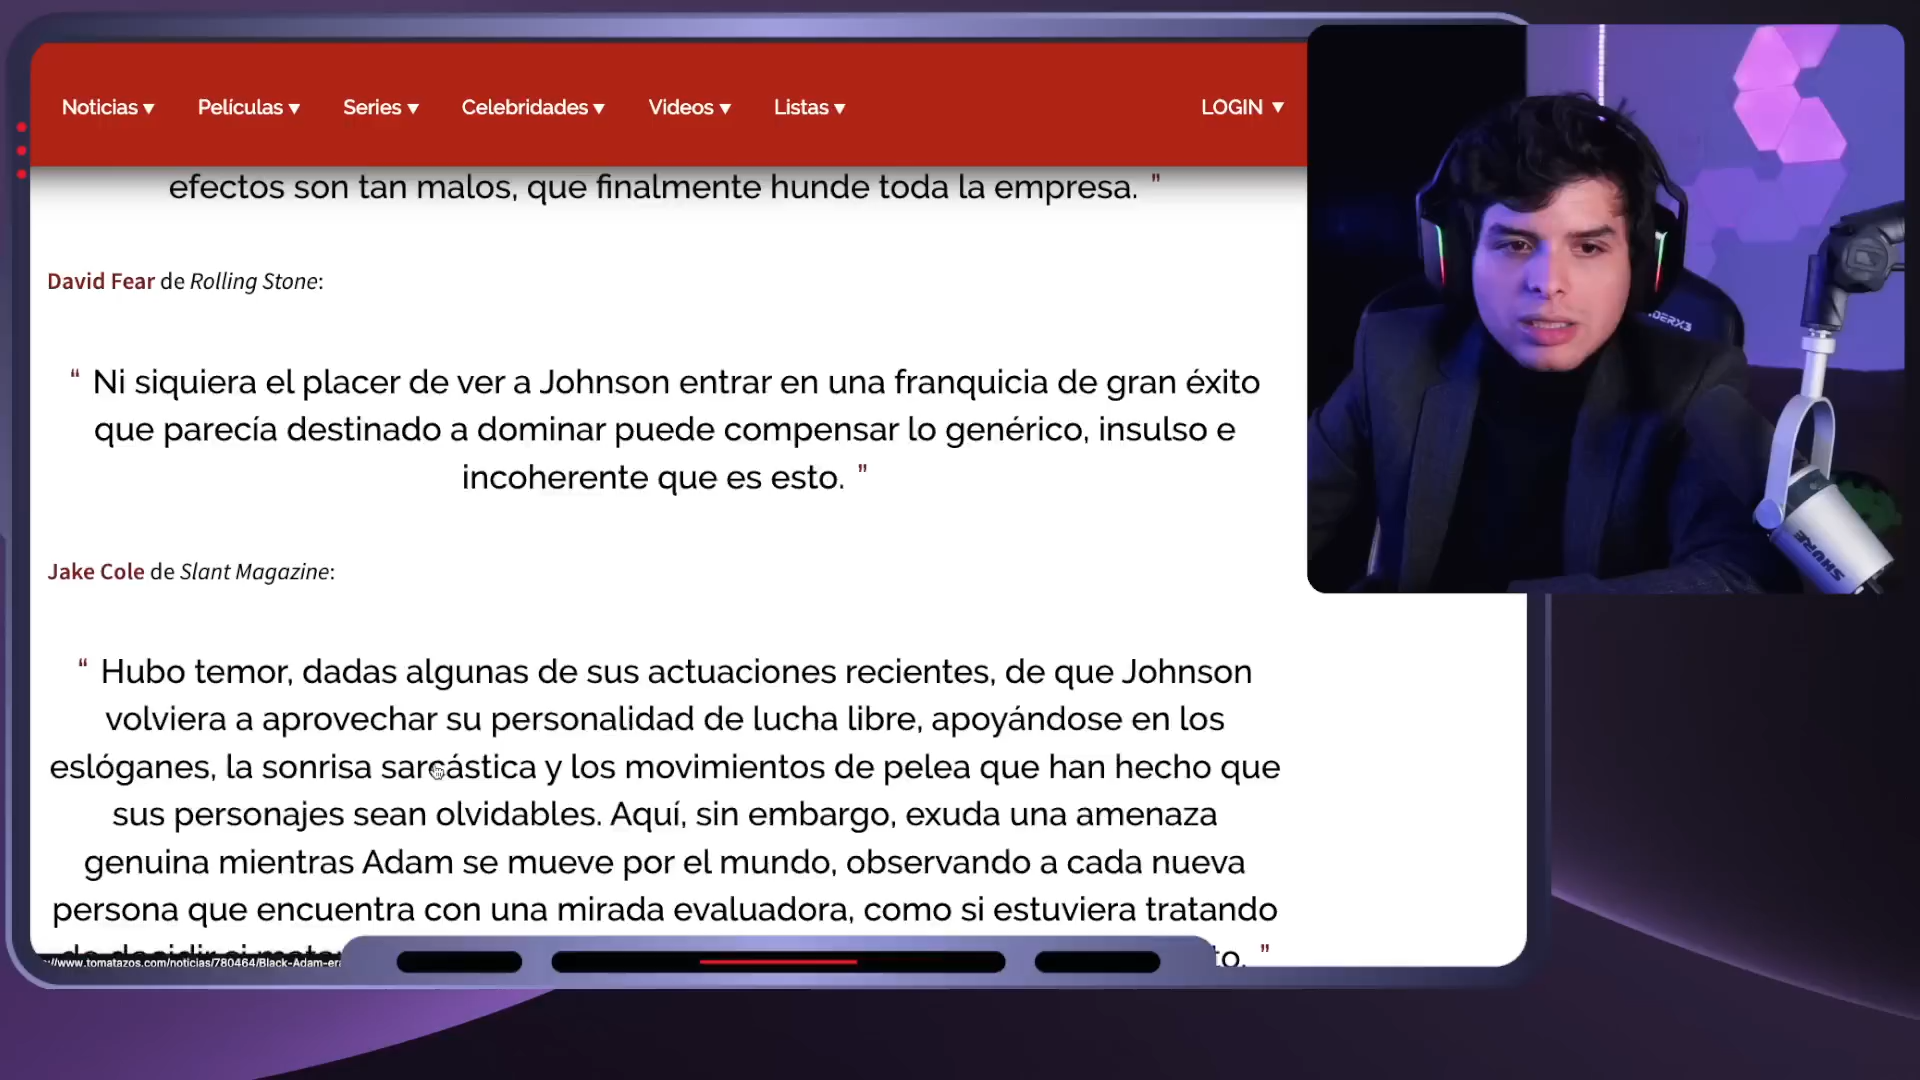 Noticias ▼ Películas ▼ Series ▼ Celebridades ▼ Videos ▼ Listas ▼ LOGIN ▼
efectos son tan malos, que finalmente hunde toda la empresa. ”
David Fear de Rolling Stone:
“ Ni siquiera el placer de ver a Johnson entrar en una franquicia de gran éxito
que parecía destinado a dominar puede compensar lo genérico, insulso e
incoherente que es esto. ”
Jake Cole de Slant Magazine:
“ Hubo temor, dadas algunas de sus actuaciones recientes, de que Johnson
volviera a aprovechar su personalidad de lucha libre, apoyándose en los
eslóganes, la sonrisa sarcástica y los movimientos de pelea que han hecho que
sus personajes sean olvidables. Aquí, sin embargo, exuda una amenaza
genuina mientras Adam se mueve por el mundo, observando a cada nueva
persona que encuentra con una mirada evaluadora, como si estuviera tratando
de decidir si matar to. ”
//www.tomatazos.com/noticias/780464/Black-Adam-er
SHURE